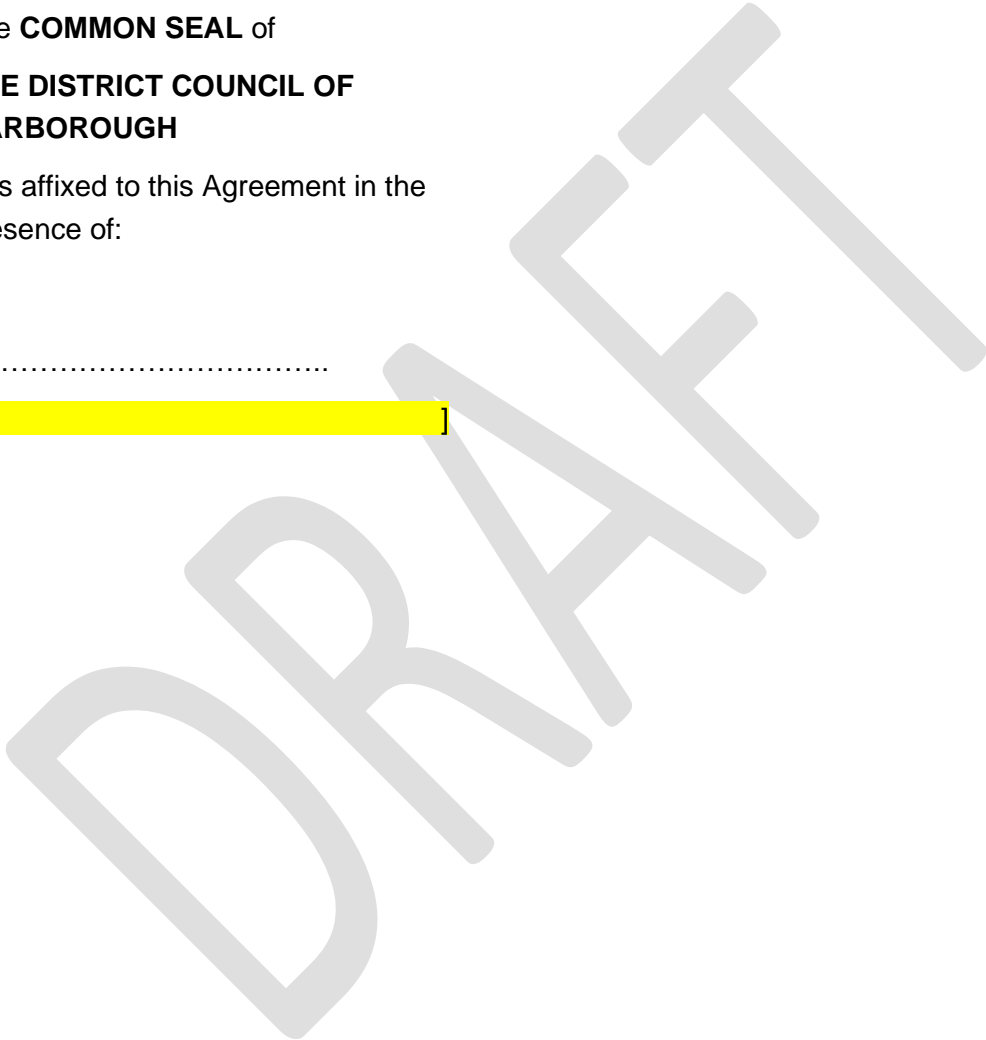 e COMMON SEAL of
E DISTRICT COUNCIL OF
ARBOROUGH
s affixed to this Agreement in the
esence of:
…………………………………..
]
DRAFT